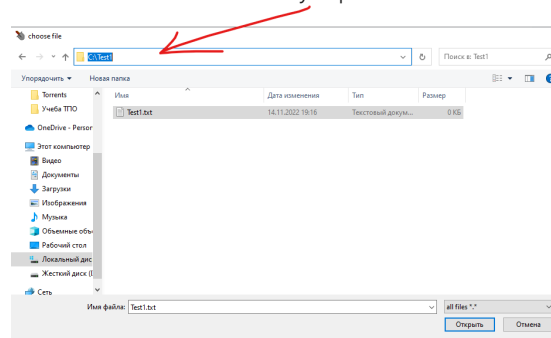 choose file
C:\Test1
Поиск в: Test1
Упорядочить
Новая папка
Имя
Дата изменения
Тип
Размер
Test1.txt
14.11.2022 19:16
Текстовый докум...
0 КБ
Torrents
Учеба ТПО
OneDrive - Person
Этот компьютер
Видео
Документы
Загрузки
Изображения
Музыка
Объемные объ
Рабочий стол
Локальный дис
Жесткий диск (
Сеть
Имя файла:
Test1.txt
all files *.*
Открыть
Отмена